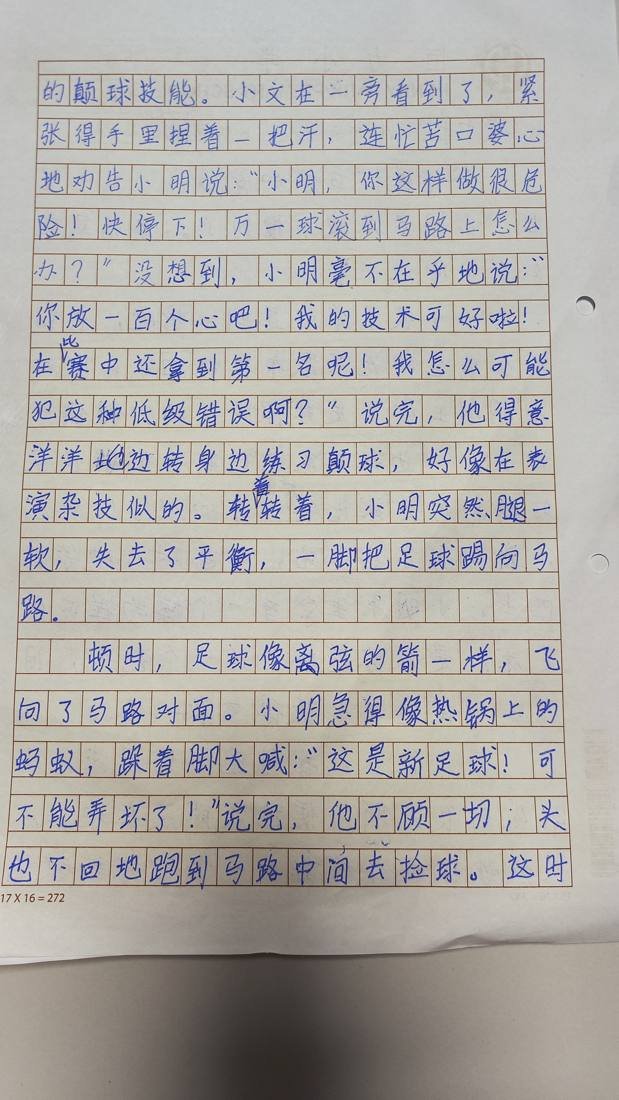 的颠球技能。小文在一旁看到了，紧
张得手里捏着一把汗，连忙苦口婆心
地劝告小明说：“小明，你这样做很危
险！快停下！万一球滚到马路上怎么
办？”没想到，小明毫不在乎地说：“
你放一百个心吧！我的技术可好啦！
在比赛中还拿到第一名呢！我怎么可能
犯这种低级错误啊？”说完，他得意
洋洋地边转身边练习颠球，好像在表
演杂技似的。转着转着，小明突然腿一
软，失去了平衡，一脚把足球踢向马
路。
顿时，足球像离弦的箭一样，飞
向了马路对面。小明急得像热锅上的
蚂蚁，跺着脚大喊：“这是新足球！可
不能弄坏了！”说完，他不顾一切，头
也不回地跑到马路中间去捡球。这时
17 X 16 = 272